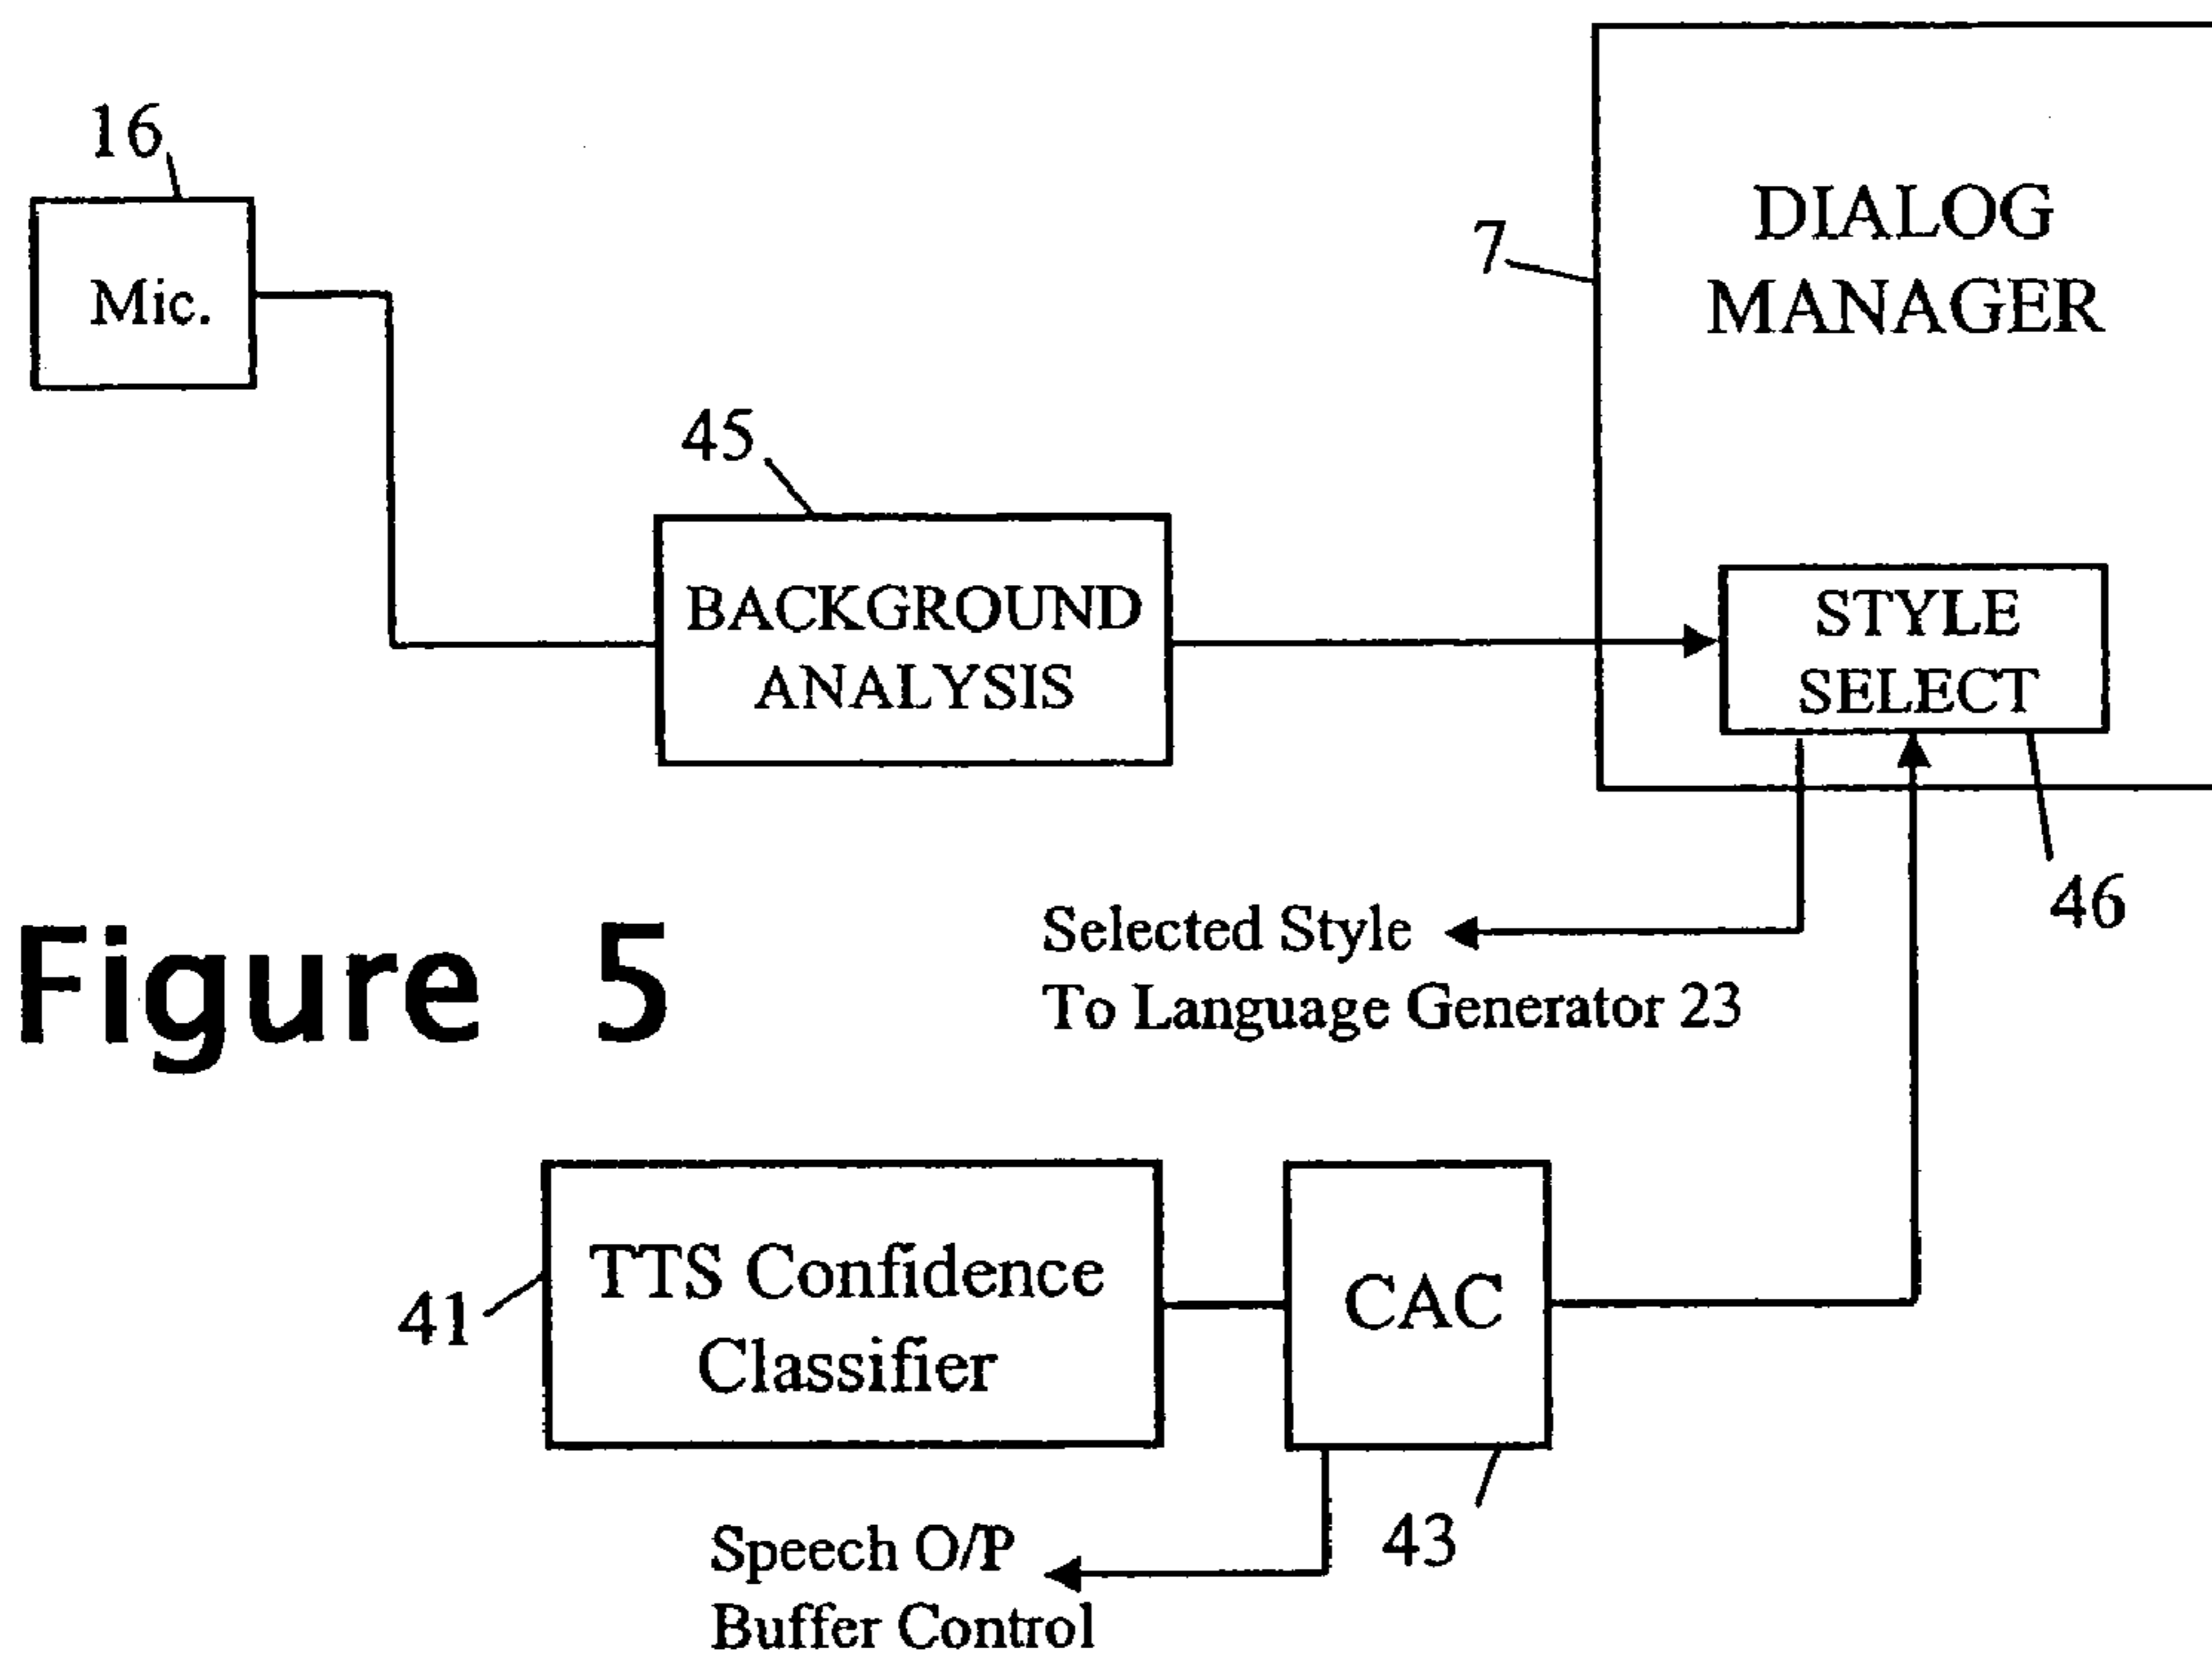 16
Mic.
7
DIALOG
MANAGER
45
BACKGROUND
ANALYSIS
STYLE
SELECT
46
Selected Style
To Language Generator 23
Figure 5
41
TTS Confidence
Classifier
CAC
43
Speech O/P
Buffer Control